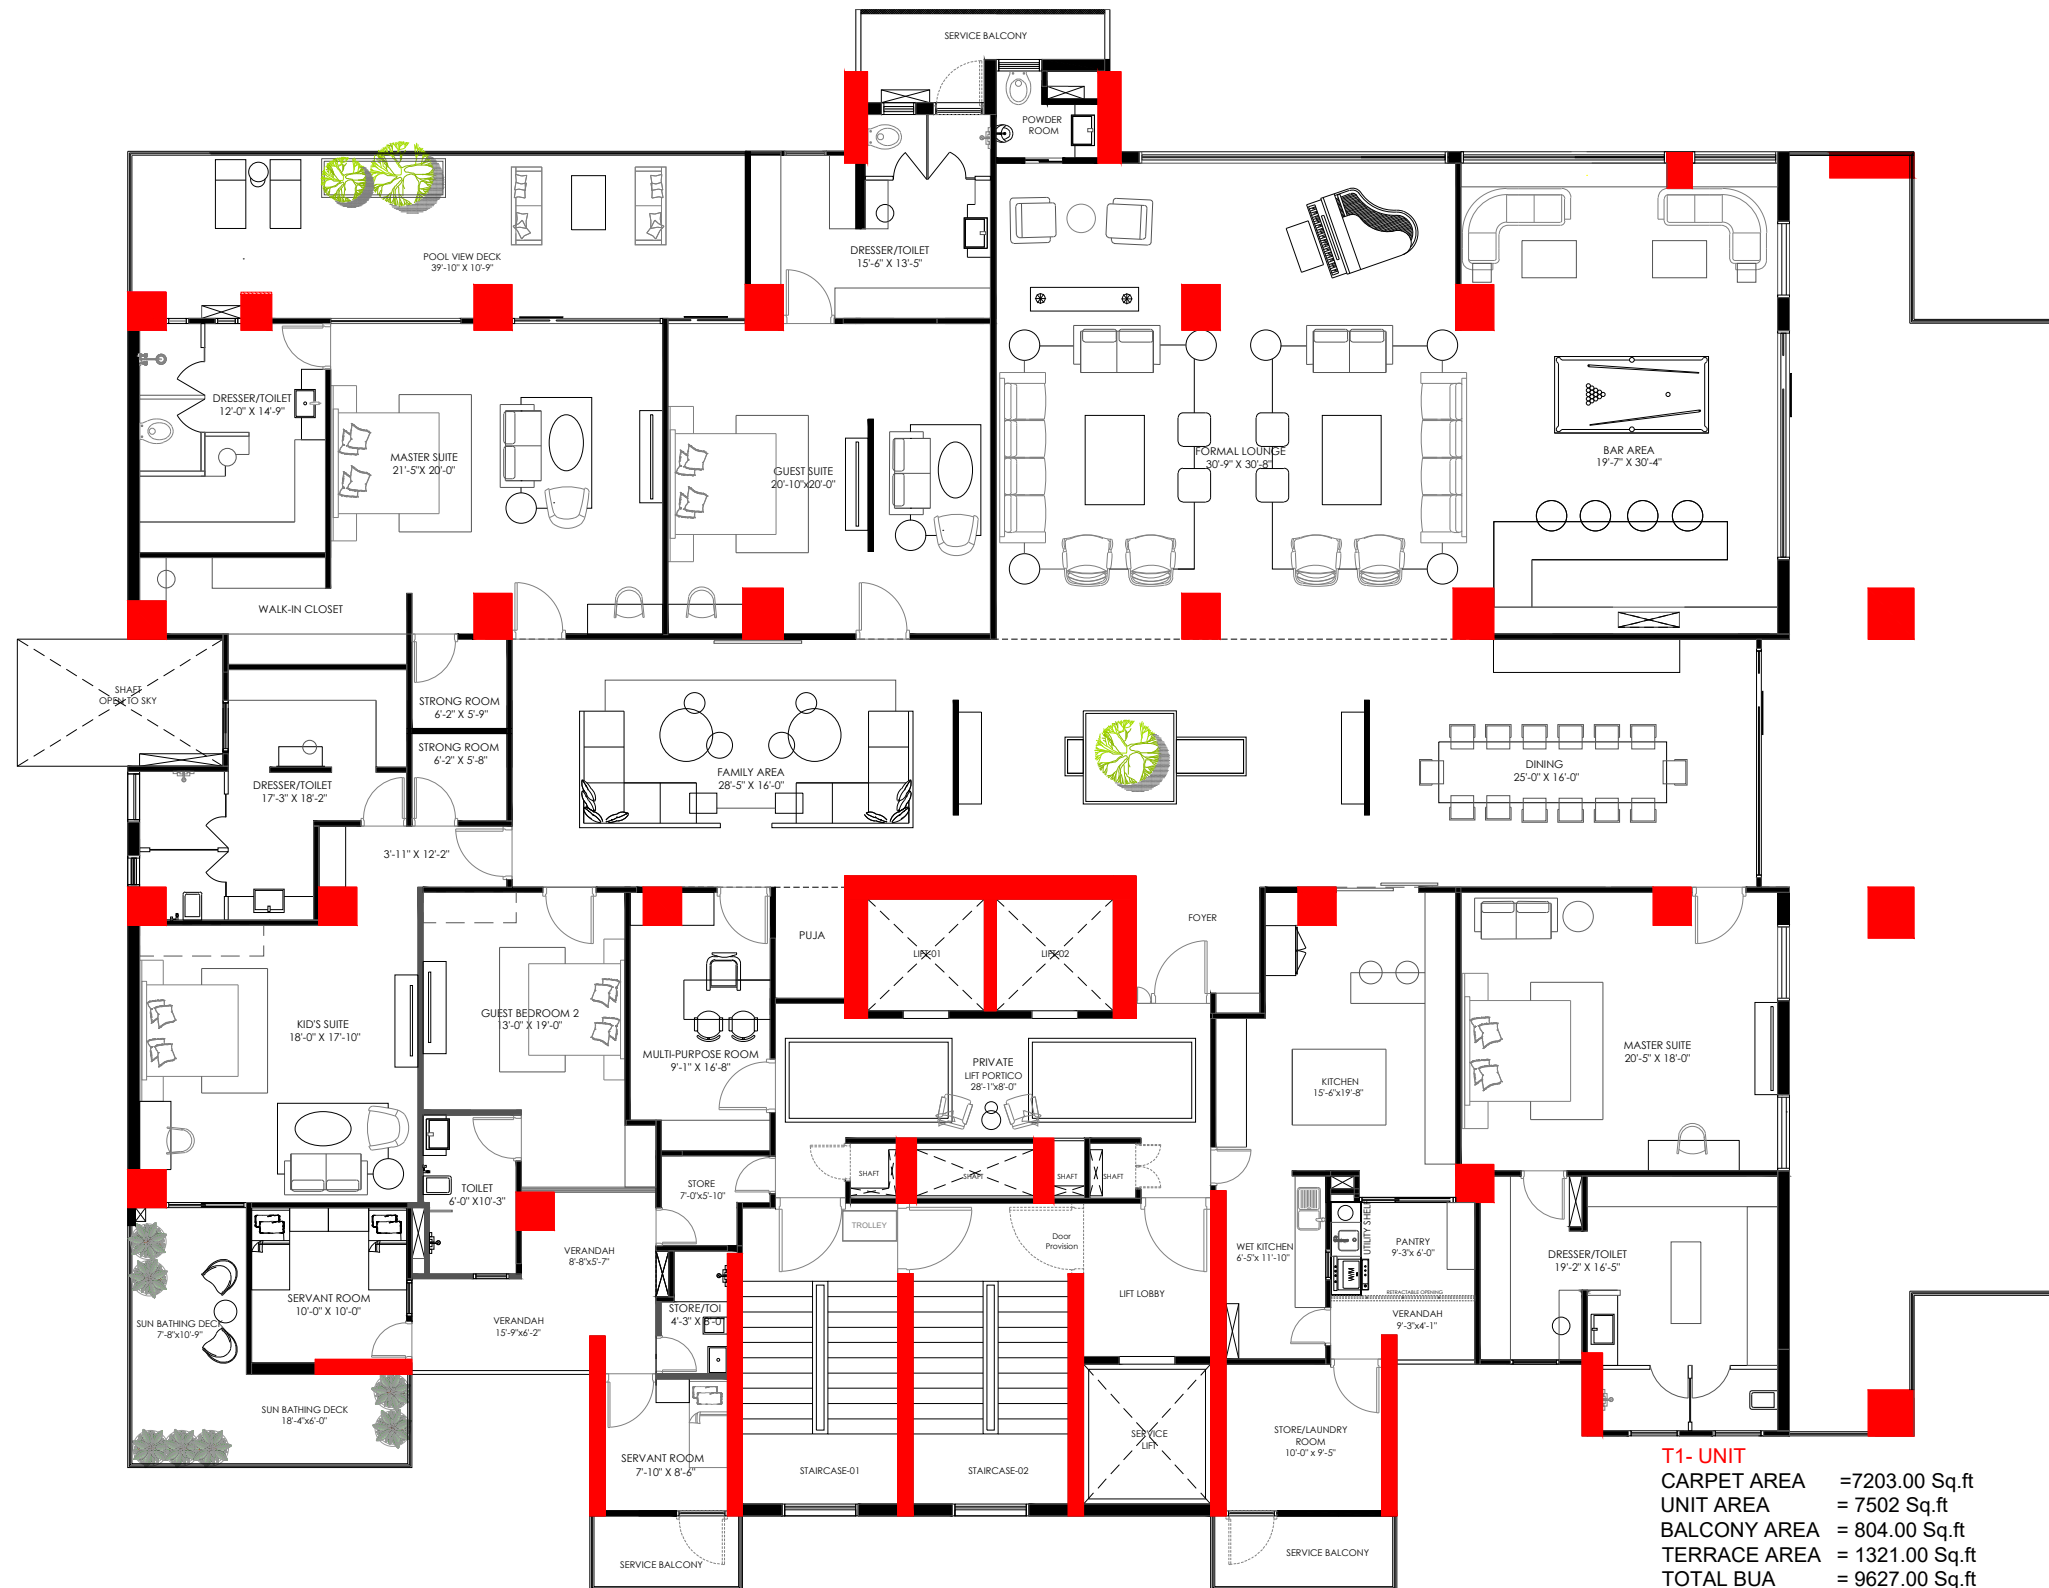 SERVICE BALCONY
POWDER
ROOM
POOL VIEW DECK
39'-10" X 10'-9"
DRESSER/TOILET
15'-6" X 13'-5"
DRESSER/TOILET
12'-0" X 14'-9"
MASTER SUITE
21'-5"X 20'-0"
GUEST SUITE
20'-10"x20'-0"
FORMAL LOUNGE
30'-9" X 30'-8"
BAR AREA
19'-7" X 30'-4"
WALK-IN CLOSET
SHAFT
OPEN TO SKY
STRONG ROOM
6'-2" X 5'-9"
STRONG ROOM
6'-2" X 5'-8"
DRESSER/TOILET
17'-3" X 18'-2"
FAMILY AREA
28'-5" X 16'-0"
DINING
25'-0" X 16'-0"
3'-11" X 12'-2"
PUJA
LIFT-01
LIFT-02
FOYER
KID'S SUITE
18'-0" X 17'-10"
GUEST BEDROOM 2
13'-0" X 19'-0"
MULTI-PURPOSE ROOM
9'-1" X 16'-8"
PRIVATE
LIFT PORTICO
28'-1"x8'-0"
KITCHEN
15'-6"x19'-8"
MASTER SUITE
20'-5" X 18'-0"
TOILET
6'-0" X10'-3"
STORE
7'-0"x5'-10"
SHAFT
SHAFT
SHAFT
SHAFT
TROLLEY
Door
Provision
VERANDAH
8'-8"x5'-7"
WET KITCHEN
6'-5"x 11'-10"
UTILITY SHELF
WM
PANTRY
9'-3"x 6'-0"
RETRACTABLE OPENING
VERANDAH
9'-3"x4'-1"
DRESSER/TOILET
19'-2" X 16'-5"
SERVANT ROOM
10'-0" X 10'-0"
SUN BATHING DECK
7'-8"x10'-9"
VERANDAH
15'-9"x6'-2"
STORE/TOI
4'-3" X 8'-0"
LIFT LOBBY
SUN BATHING DECK
18'-4"x6'-0"
SERVANT ROOM
7'-10" X 8'-6"
STAIRCASE-01
STAIRCASE-02
SERVICE
LIFT
STORE/LAUNDRY
ROOM
10'-0" x 9'-5"
SERVICE BALCONY
SERVICE BALCONY
T1- UNIT
CARPET AREA =7203.00 Sq.ft
UNIT AREA = 7502 Sq.ft
BALCONY AREA = 804.00 Sq.ft
TERRACE AREA = 1321.00 Sq.ft
TOTAL BUA = 9627.00 Sq.ft